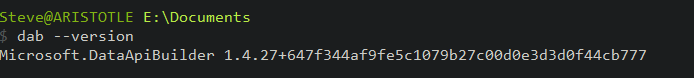 Steve@ARISTOTLE E:\Documents
$ dab --version
Microsoft.DataApiBuilder 1.4.27+647f344af9fe5c1079b27c00d0e3d3d0f44cb777